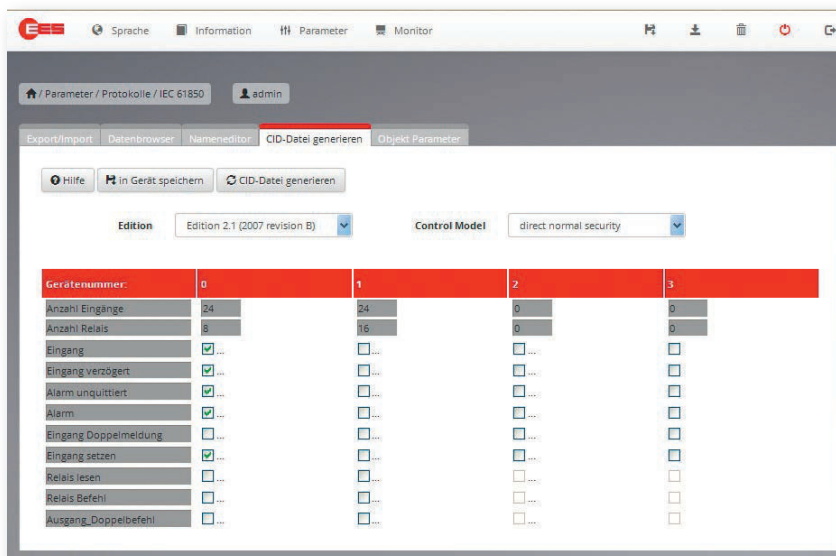 EES Sprache Information Parameter Monitor
/ Parameter / Protokolle / IEC 61850 admin
Export/Import Datenbrowser Nameneditor CID-Datei generieren Objekt Parameter
Hilfe in Gerät speichern CID-Datei generieren
Edition Edition 2.1 (2007 revision B) Control Model direct normal security
Gerätenummer: 0 1 2 3
Anzahl Eingänge 24 24 0 0
Anzahl Relais 8 16 0 0
Eingang ... ... ...
Eingang verzögert ... ... ...
Alarm unquittiert ... ... ...
Alarm ... ... ...
Eingang Doppelmeldung ... ... ...
Eingang setzen ... ... ...
Relais lesen ... ... ...
Relais Befehl ... ... ...
Ausgang_Doppelbefehl ... ... ...